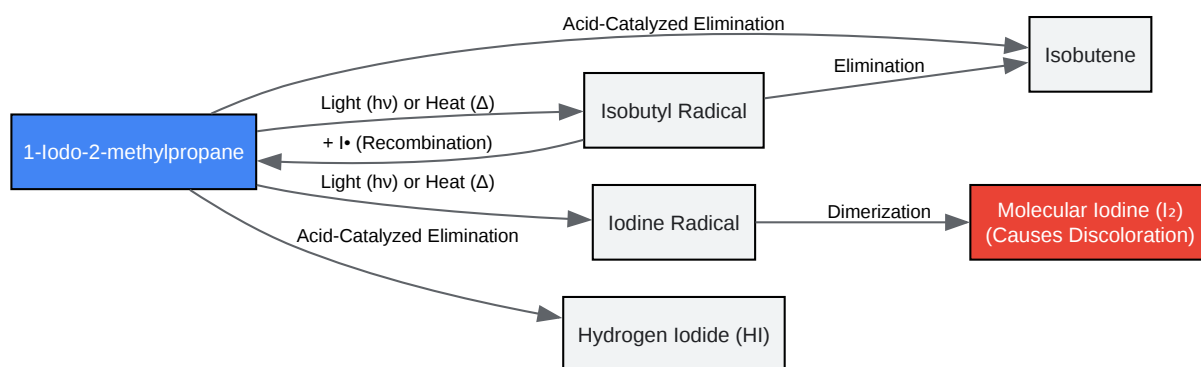 Acid-Catalyzed Elimination
Isobutene
Elimination
Light (hν) or Heat (Δ)
Isobutyl Radical
1-Iodo-2-methylpropane
+ I• (Recombination)
Light (hν) or Heat (Δ)
Iodine Radical
Dimerization
Molecular Iodine (I₂)
(Causes Discoloration)
Acid-Catalyzed Elimination
Hydrogen Iodide (HI)